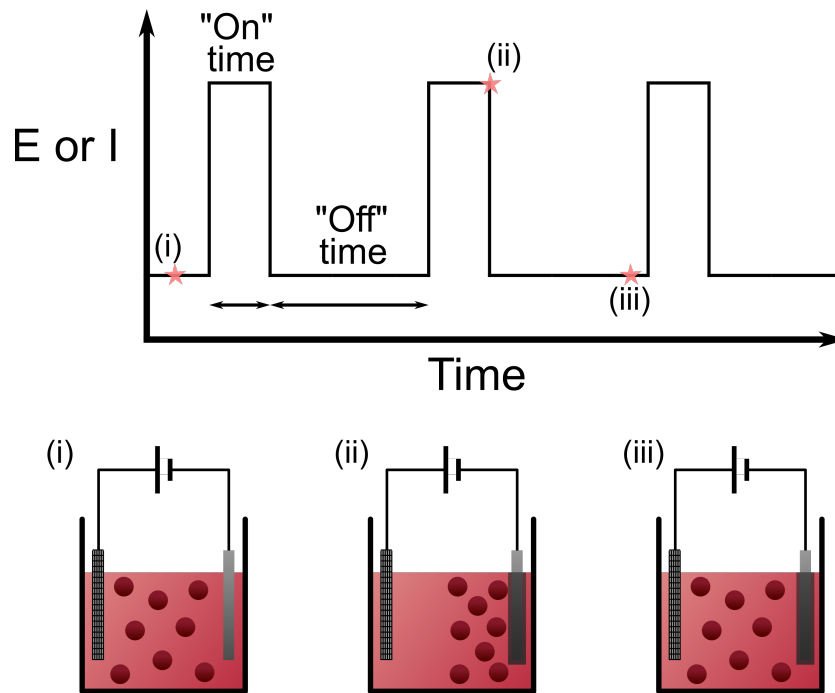 "On"
time
(ii)
E or I
"Off"
time
(i)
(iii)
Time
(i)
(ii)
(iii)